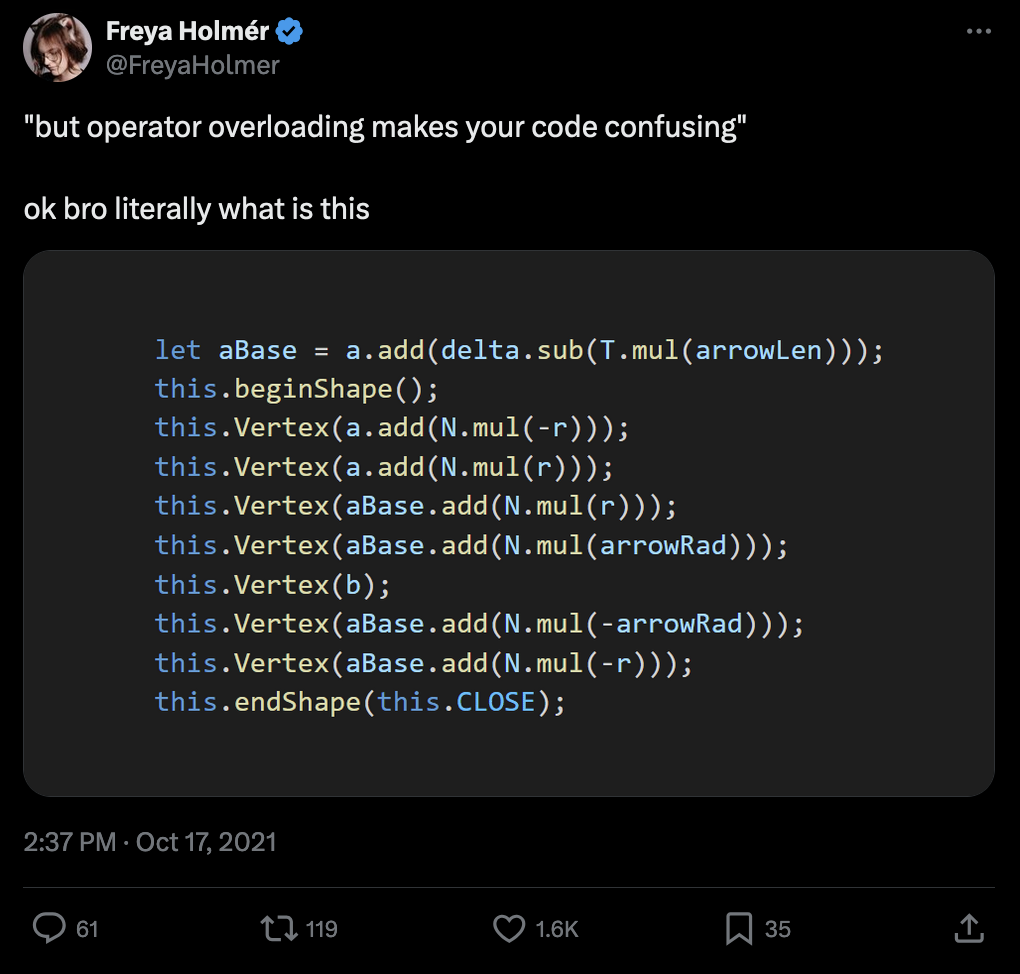 Freya Holmér
@FreyaHolmer
"but operator overloading makes your code confusing"
ok bro literally what is this
let aBase = a.add(delta.sub(T.mul(arrowLen)));
this.beginShape();
this.Vertex(a.add(N.mul(-r)));
this.Vertex(a.add(N.mul(r)));
this.Vertex(aBase.add(N.mul(r)));
this.Vertex(aBase.add(N.mul(arrowRad)));
this.Vertex(b);
this.Vertex(aBase.add(N.mul(-arrowRad)));
this.Vertex(aBase.add(N.mul(-r)));
this.endShape(this.CLOSE);
2:37 PM · Oct 17, 2021
61 119 1.6K 35